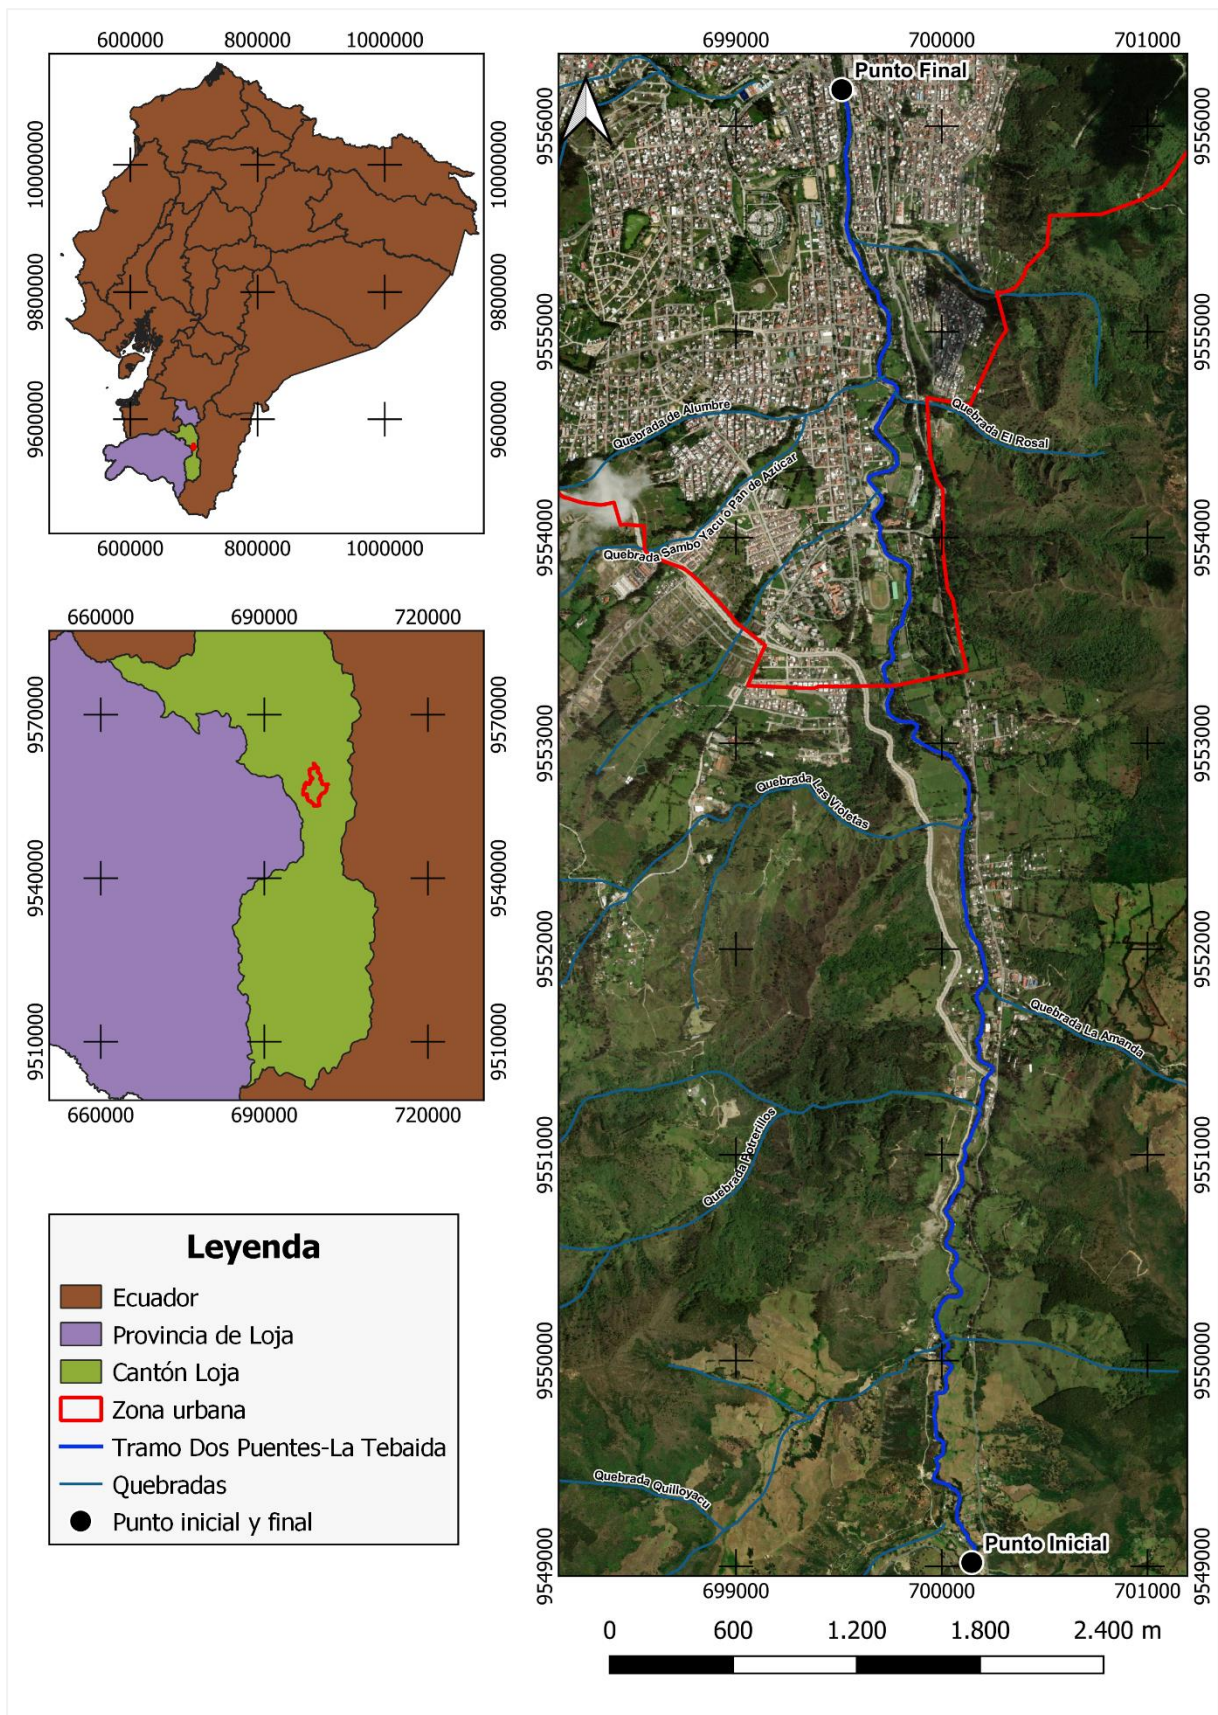 600000 800000 1000000
10000000 10000000
9800000 9800000
9600000 9600000
600000 800000 1000000
660000 690000 720000
9570000 9570000
9540000 9540000
9510000 9510000
660000 690000 720000
Leyenda
Ecuador
Provincia de Loja
Cantón Loja
Zona urbana
Tramo Dos Puentes-La Tebaida
Quebradas
Punto inicial y final
699000 700000 701000
Punto Final
9556000 9556000
9555000 9555000
Quebrada de Alumbre
Quebrada El Rosal
Quebrada Sambo Yacu o Pan de Azúcar
9554000 9554000
9553000 9553000
Quebrada Las Violetas
9552000 9552000
Quebrada La Amanda
9551000 9551000
Quebrada Potrerillos
9550000 9550000
Quebrada Quilloyacu
Punto Inicial
9549000 9549000
699000 700000 701000
0 600 1.200 1.800 2.400 m